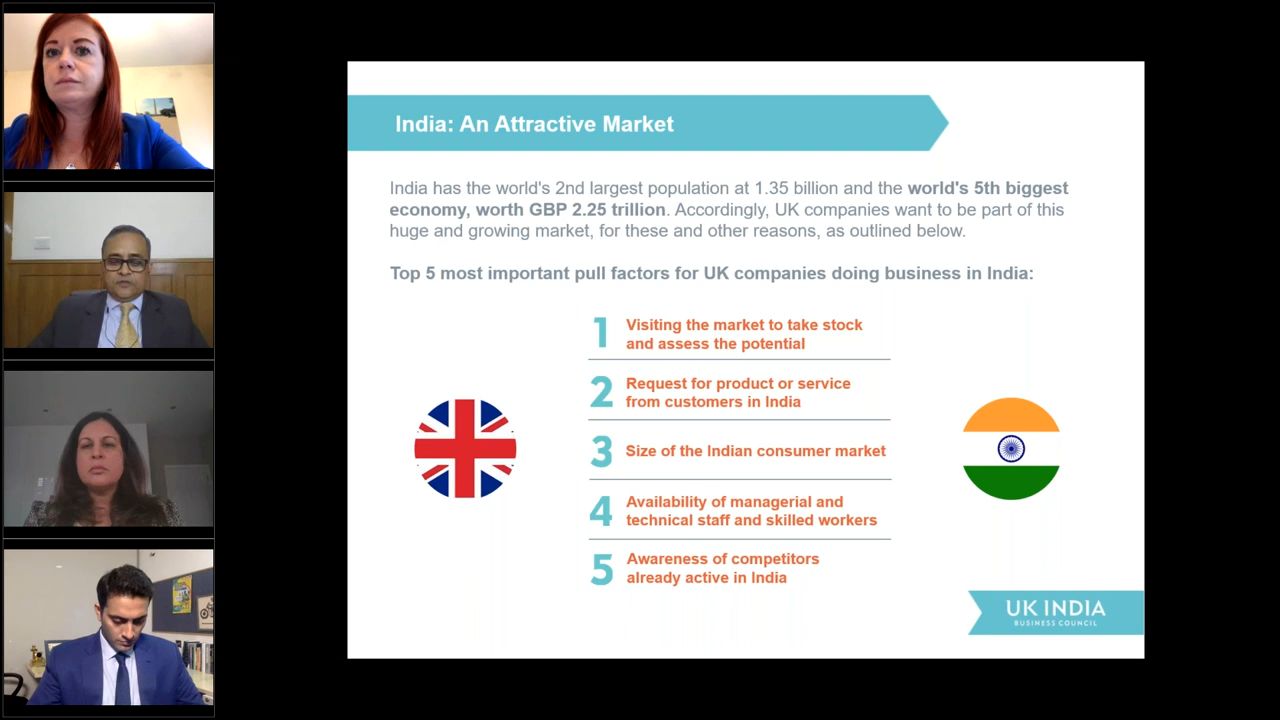 India: An Attractive Market
India has the world's 2nd largest population at 1.35 billion and the world's 5th biggest
economy, worth GBP 2.25 trillion. Accordingly, UK companies want to be part of this
huge and growing market, for these and other reasons, as outlined below.
Top 5 most important pull factors for UK companies doing business in India:
1 Visiting the market to take stock
and assess the potential
2 Request for product or service
from customers in India
3 Size of the Indian consumer market
4 Availability of managerial and
technical staff and skilled workers
5 Awareness of competitors
already active in India
UK INDIA
BUSINESS COUNCIL